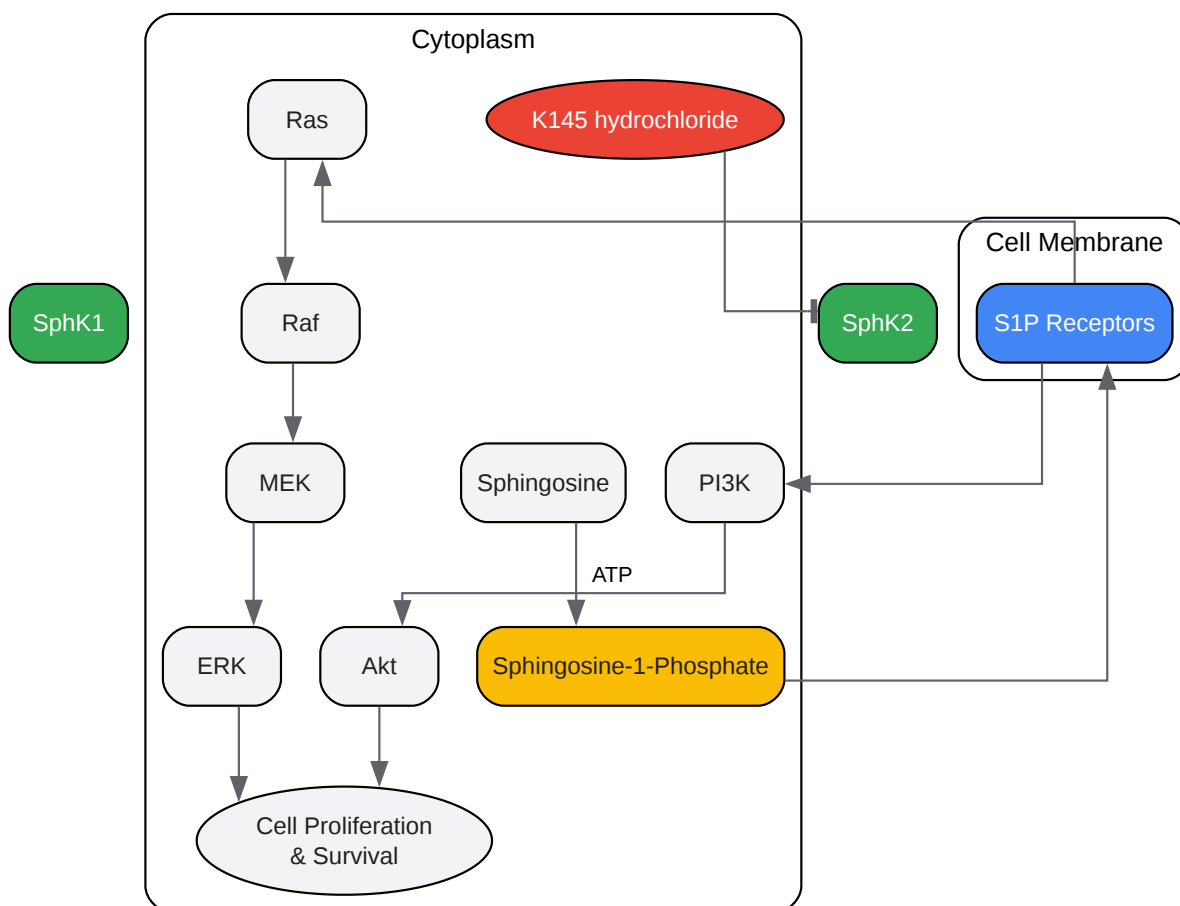 Cytoplasm
Ras
K145 hydrochloride
Cell Membrane
SphK1
Raf
SphK2
S1P Receptors
MEK
Sphingosine
PI3K
ATP
ERK
Akt
Sphingosine-1-Phosphate
Cell Proliferation
& Survival